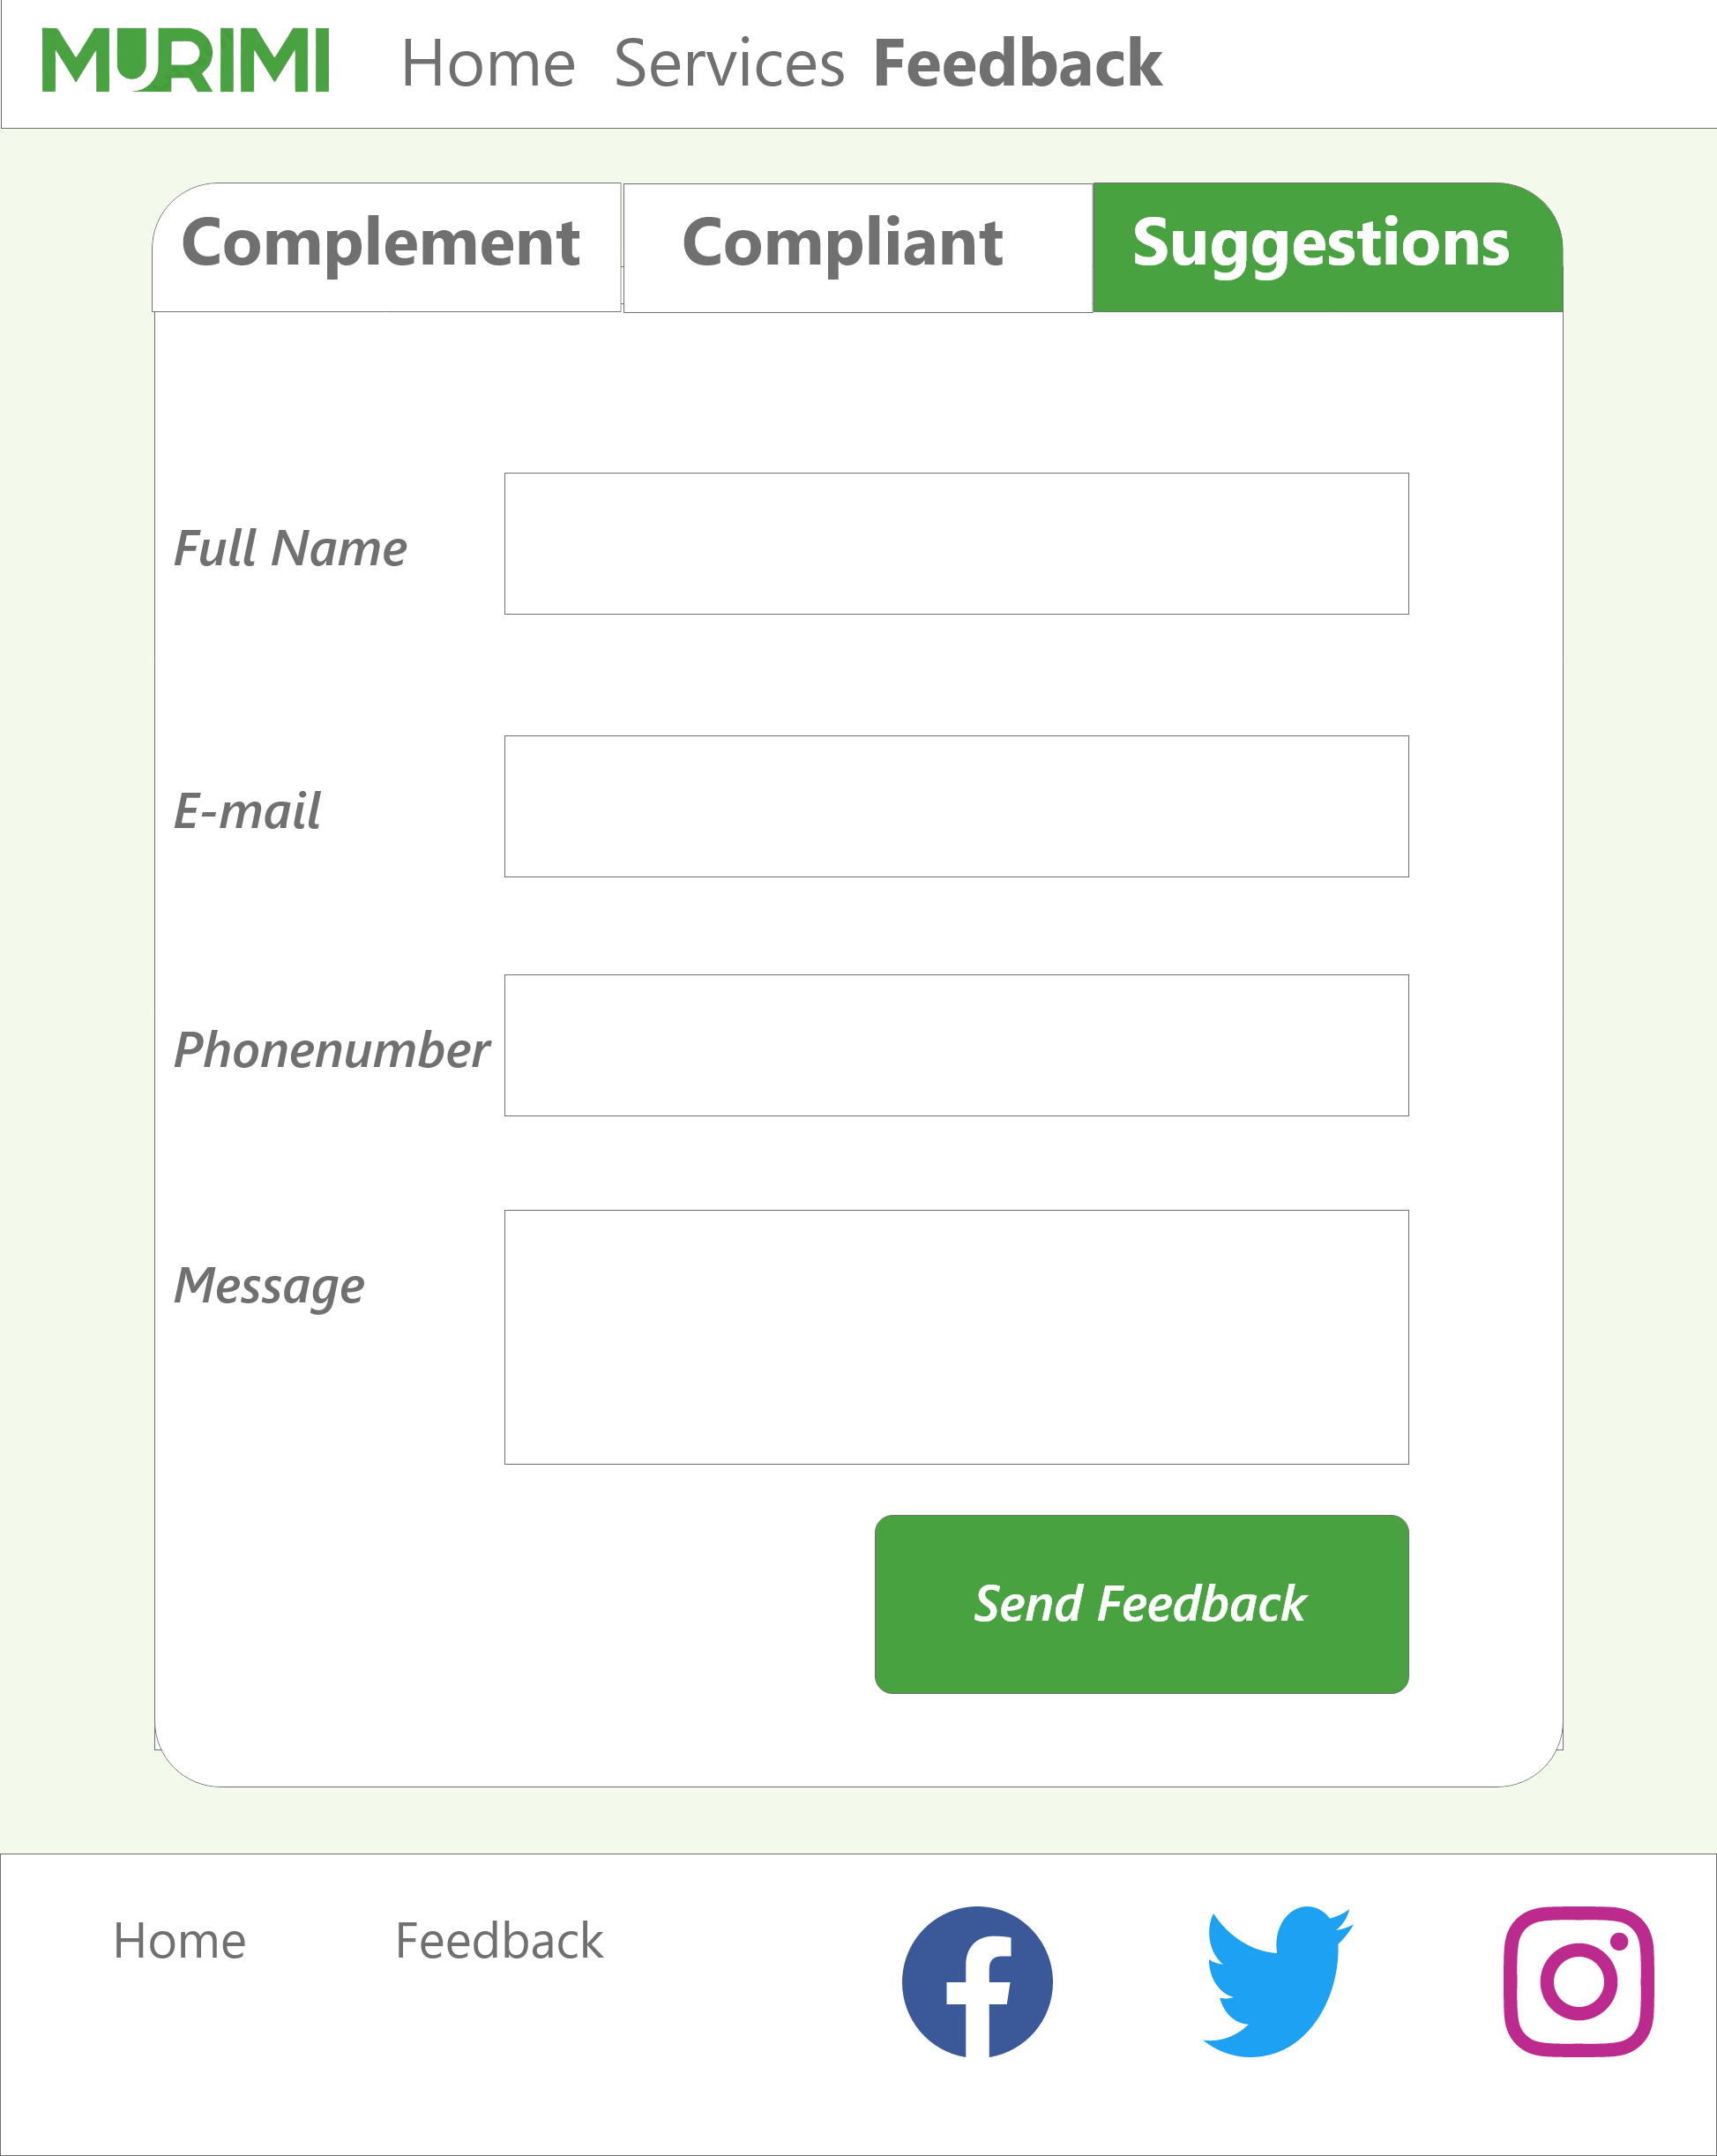 MURIMI Home Services Feedback
Complement Compliant Suggestions
Full Name
E-mail
Phonenumber
Message
Send Feedback
Home Feedback